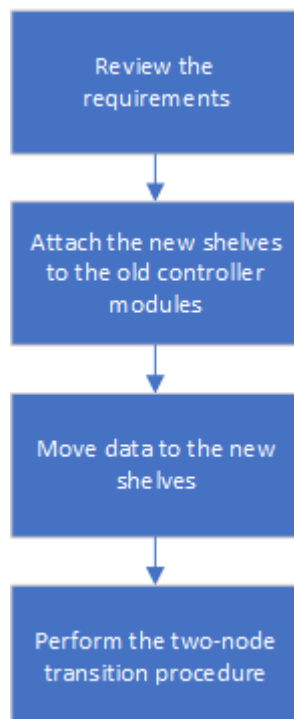 Review the
requirements
Attach the new shelves
to the old controller
modules
Move data to the new
shelves
Perform the two-node
transition procedure